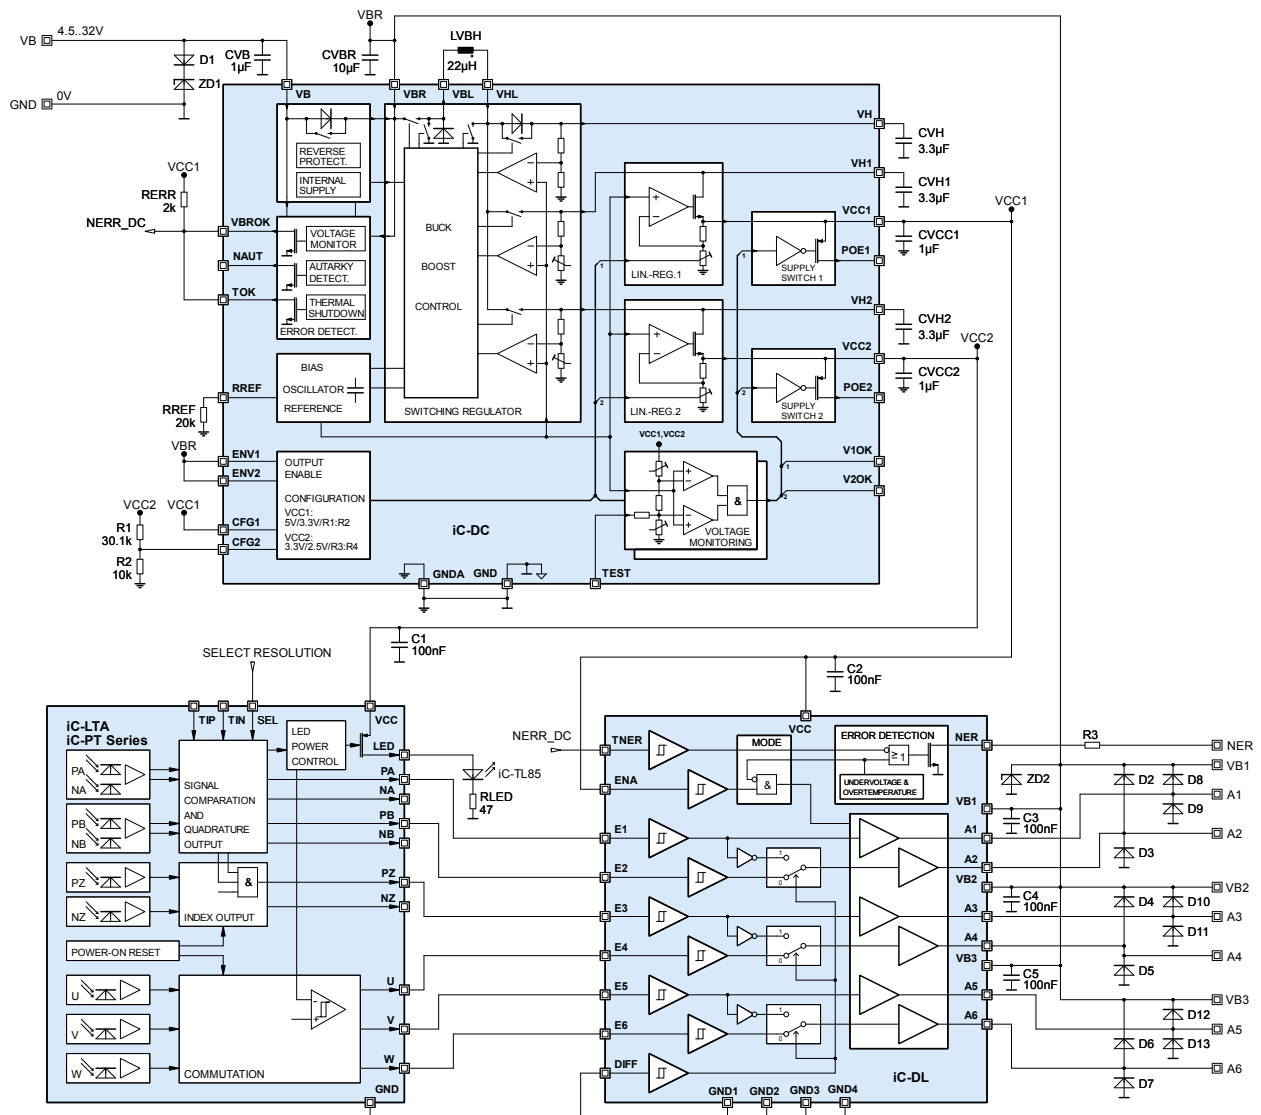 VBR
VB
4.5..32V
LVBH
22µH
D1
ZD1
CVB
1µF
CVBR
10µF
GND
0V
VB
VBR
VBL
VHL
VH
CVH
3.3µF
REVERSE
PROTECT.
INTERNAL
SUPPLY
VCC1
RERR
2k
NERR_DC
VBROK
NAUT
TOK
VOLTAGE
MONITOR
AUTARKY
DETECT.
THERMAL
SHUTDOWN
ERROR DETECT.
BUCK
BOOST
CONTROL
SWITCHING REGULATOR
+
−
+
−
+
−
VH1
CVH1
3.3µF
VCC1
VCC1
CVCC1
1µF
POE1
+
−
LIN.-REG.1
1
1
SUPPLY
SWITCH 1
VH2
CVH2
3.3µF
VCC2
VCC2
CVCC2
1µF
POE2
+
−
LIN.-REG.2
2
2
SUPPLY
SWITCH 2
BIAS
OSCILLATOR
REFERENCE
RREF
RREF
20k
VBR
ENV1
ENV2
VCC2
VCC1
R1
30.1k
R2
10k
CFG1
CFG2
OUTPUT
ENABLE
CONFIGURATION
VCC1:
5V/3.3V/R1:R2
VCC2:
3.3V/2.5V/R3:R4
iC-DC
VCC1,VCC2
+
−
−
+
&
VOLTAGE
MONITORING
1
2
V1OK
V2OK
GNDA
GND
TEST
C1
100nF
SELECT RESOLUTION
C2
100nF
iC-LTA
iC-PT Series
TIP
TIN
SEL
VCC
LED
POWER
CONTROL
LED
iC-TL85
RLED
47
PA
NA
PB
NB
PZ
NZ
SIGNAL
COMPARATION
AND
QUADRATURE
OUTPUT
&
INDEX OUTPUT
POWER-ON RESET
U
V
W
COMMUTATION
PA
NA
PB
NB
PZ
NZ
U
V
W
GND
NERR_DC
VCC
TNER
ENA
MODE
&
ERROR DETECTION
≥ 1
UNDERVOLTAGE &
OVERTEMPERATURE
NER
R3
NER
E1
E2
E3
E4
E5
E6
DIFF
1
0
1
0
1
0
VB1
A1
A2
VB2
A3
A4
VB3
A5
A6
iC-DL
GND1
GND2
GND3
GND4
ZD2
C3
100nF
C4
100nF
C5
100nF
D2
D8
D9
D3
D4
D10
D11
D5
D12
D6
D13
D7
VB1
A1
A2
VB2
A3
A4
VB3
A5
A6